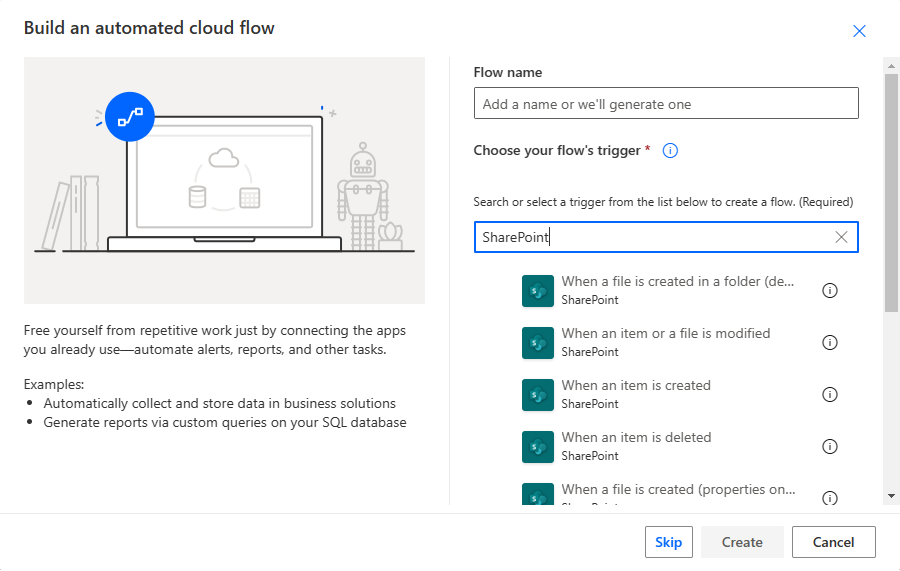 Build an automated cloud flow
Free yourself from repetitive work just by connecting the apps
you already use—automate alerts, reports, and other tasks.
Examples:
• Automatically collect and store data in business solutions
• Generate reports via custom queries on your SQL database
Flow name
Add a name or we'll generate one
Choose your flow's trigger *
Search or select a trigger from the list below to create a flow. (Required)
SharePoint
When a file is created in a folder (de...
SharePoint
When an item or a file is modified
SharePoint
When an item is created
SharePoint
When an item is deleted
SharePoint
When a file is created (properties on...
Skip
Create
Cancel